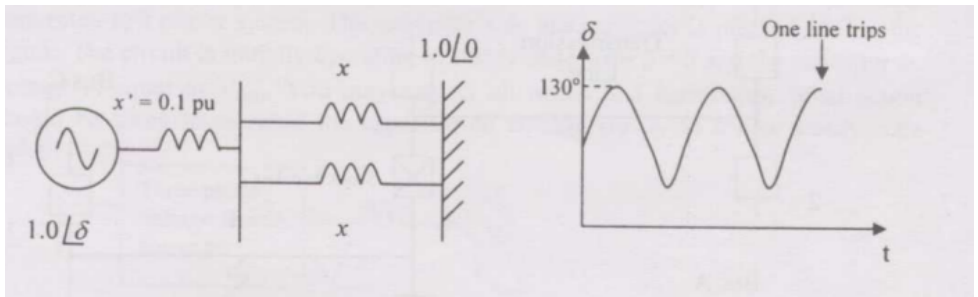 1.0∠0
x
x' = 0.1 pu
x
1.0∠δ
δ
One line trips
130°
t